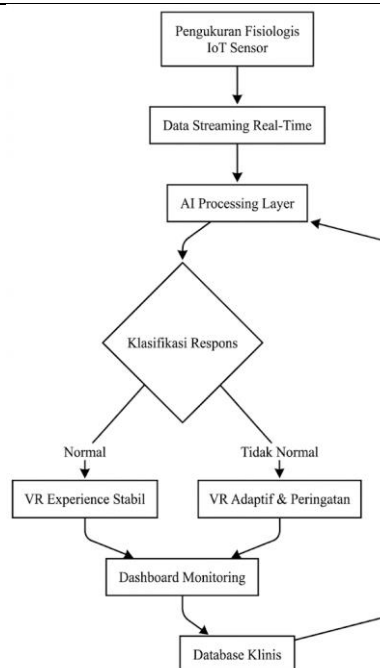 Pengukuran Fisiologis
IoT Sensor
Data Streaming Real-Time
AI Processing Layer
Klasifikasi Respons
Normal
Tidak Normal
VR Experience Stabil
VR Adaptif & Peringatan
Dashboard Monitoring
Database Klinis